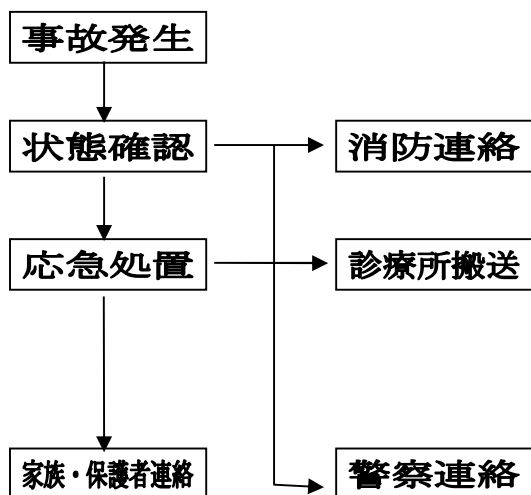 事故発生
状態確認
消防連絡
応急処置
診療所搬送
家族・保護者連絡
警察連絡